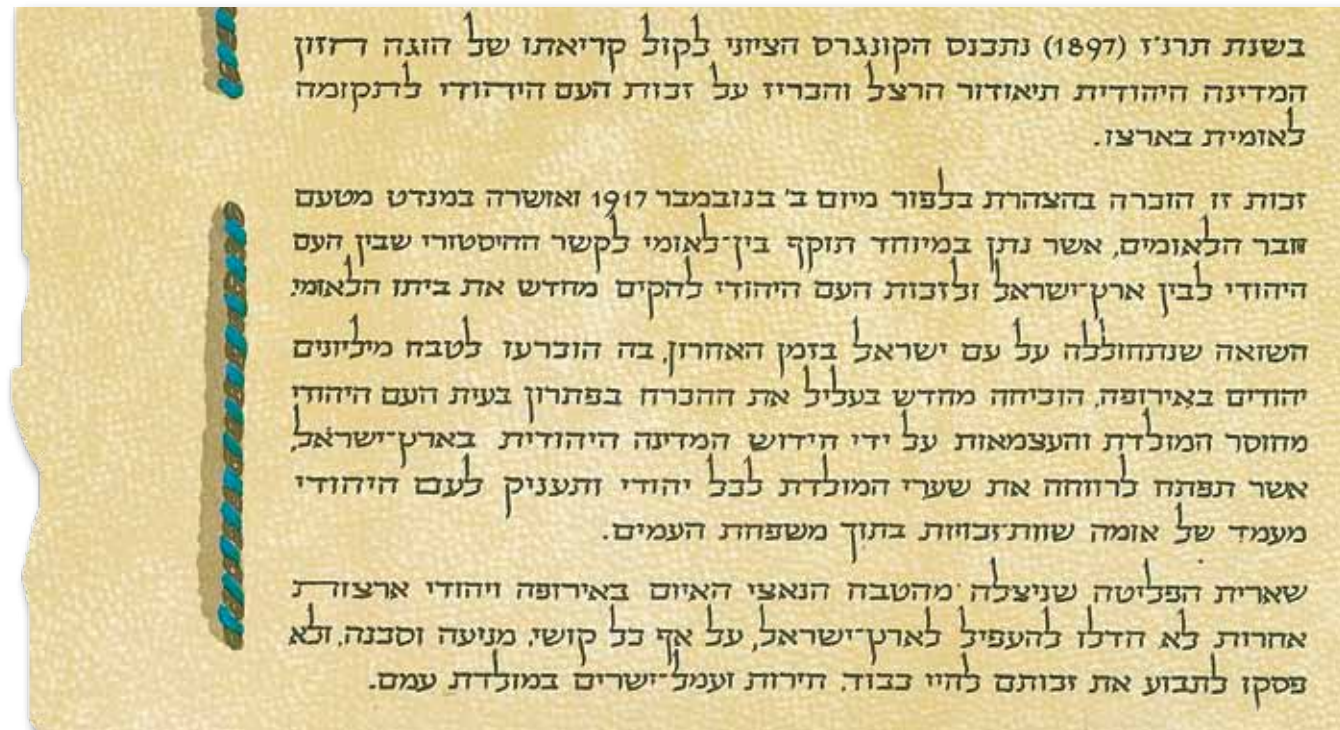 בשנת תרנ״ז (1897) נתכנס הקונגרס הציוני לקול קריאתו של הוגה חזון
המדינה היהודית תיאודור הרצל והכריז על זכות העם היהודי לתקומה
לאומית בארצו.
זכות זו הוכרה בהצהרת בלפור מיום ב' בנובמבר 1917 ואושרה במנדט מטעם
חבר הלאומים, אשר נתן במיוחד תוקף בין־לאומי לקשר ההיסטורי שבין העם
היהודי לבין ארץ־ישראל ולזכות העם היהודי להקים מחדש את ביתו הלאומי.
השואה שנתחוללה על עם ישראל בזמן האחרון, בה הוכרעו לטבח מיליונים
יהודים באירופה, הוכיחה מחדש בעליל את ההכרח בפתרון בעית העם היהודי
מחוסר המולדת והעצמאות על ידי חידוש המדינה היהודית בארץ־ישראל,
אשר תפתח לרווחה את שערי המולדת לכל יהודי ותעניק לעם היהודי
מעמד של אומה שוות־זכויות בתוך משפחת העמים.
שארית הפליטה שניצלה מהטבח הנאצי האיום באירופה ויהודי ארצות
אחרות לא חדלו להעפיל לארץ־ישראל, על אף כל קושי, מניעה וסכנה, ולא
פסקו לתבוע את זכותם לחיי כבוד, חירות ועמל־ישרים במולדת עמם.